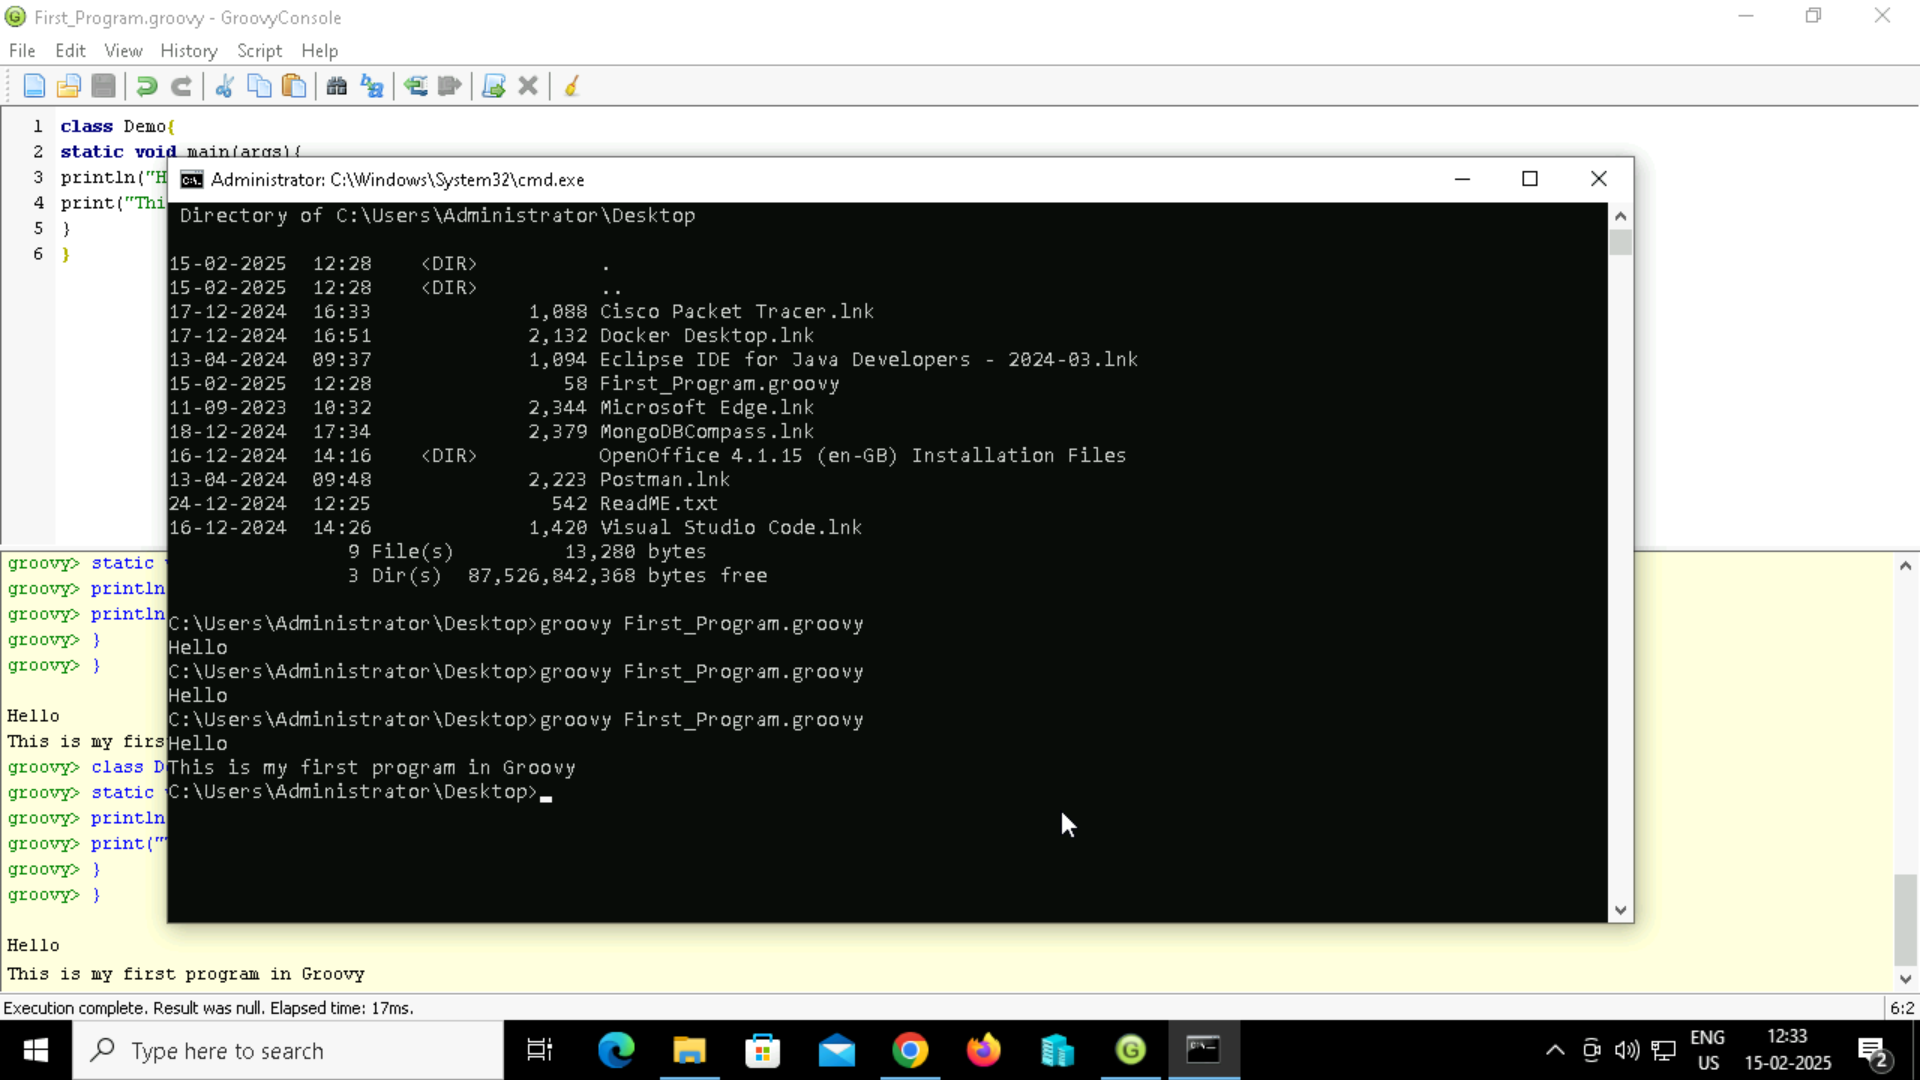 First_Program.groovy - GroovyConsole
File Edit View History Script Help
1 class Demo{
2 static void main(args){
3 println("H
4 print("Thi
5 }
6 }
Administrator: C:\Windows\System32\cmd.exe
Directory of C:\Users\Administrator\Desktop
15-02-2025 12:28 <DIR> .
15-02-2025 12:28 <DIR> ..
17-12-2024 16:33 1,088 Cisco Packet Tracer.lnk
17-12-2024 16:51 2,132 Docker Desktop.lnk
13-04-2024 09:37 1,094 Eclipse IDE for Java Developers - 2024-03.lnk
15-02-2025 12:28 58 First_Program.groovy
11-09-2023 10:32 2,344 Microsoft Edge.lnk
18-12-2024 17:34 2,379 MongoDBCompass.lnk
16-12-2024 14:16 <DIR> OpenOffice 4.1.15 (en-GB) Installation Files
13-04-2024 09:48 2,223 Postman.lnk
24-12-2024 12:25 542 ReadME.txt
16-12-2024 14:26 1,420 Visual Studio Code.lnk
9 File(s) 13,280 bytes
3 Dir(s) 87,526,842,368 bytes free
C:\Users\Administrator\Desktop>groovy First_Program.groovy
Hello
C:\Users\Administrator\Desktop>groovy First_Program.groovy
Hello
C:\Users\Administrator\Desktop>groovy First_Program.groovy
Hello
This is my first program in Groovy
C:\Users\Administrator\Desktop>
groovy> static
groovy> println
groovy> println
groovy> }
groovy> }
Hello
This is my firs
groovy> class D
groovy> static
groovy> println
groovy> print("
groovy> }
groovy> }
Hello
This is my first program in Groovy
Execution complete. Result was null. Elapsed time: 17ms.
6:2
Type here to search
ENG
US
12:33
15-02-2025
2